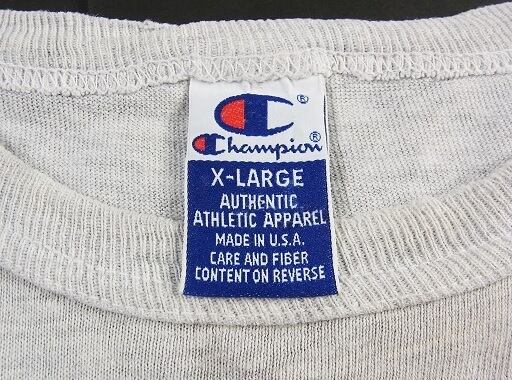 ®
Champion®
X-LARGE
AUTHENTIC
ATHLETIC APPAREL
MADE IN U.S.A.
CARE AND FIBER
CONTENT ON REVERSE